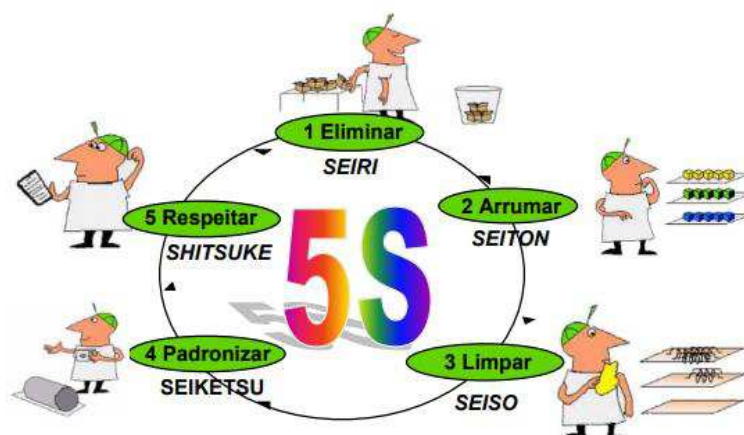 1 Eliminar
SEIRI
2 Arrumar
SEITON
3 Limpar
SEISO
4 Padronizar
SEIKETSU
5 Respeitar
SHITSUKE
5S